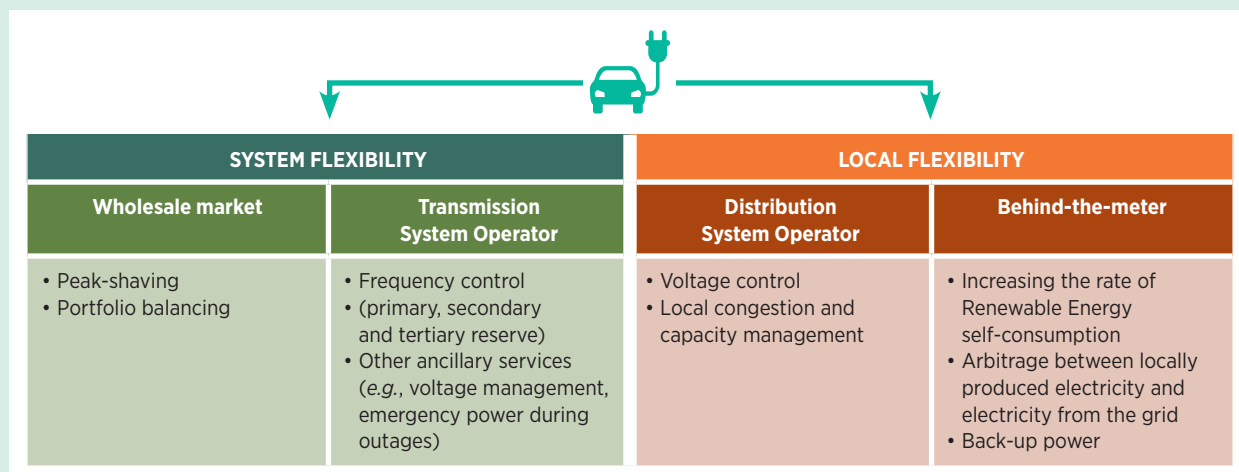 SYSTEM FLEXIBILITY
LOCAL FLEXIBILITY
Wholesale market
Transmission
System Operator
Distribution
System Operator
Behind-the-meter
• Peak-shaving
• Portfolio balancing
• Frequency control
• (primary, secondary
and tertiary reserve)
• Other ancillary services
(e.g., voltage management,
emergency power during
outages)
• Voltage control
• Local congestion and
capacity management
• Increasing the rate of
Renewable Energy
self-consumption
• Arbitrage between locally
produced electricity and
electricity from the grid
• Back-up power